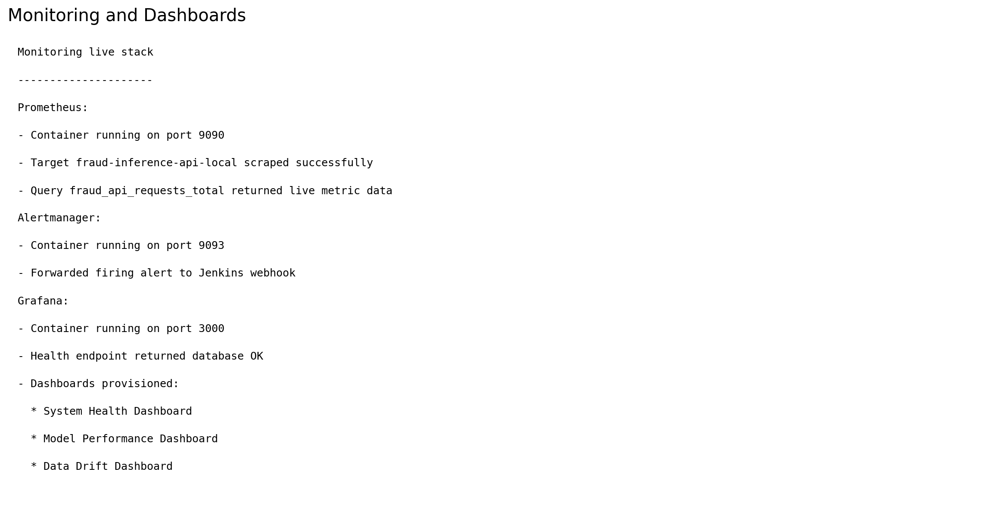 Monitoring and Dashboards
Monitoring live stack
---------------------
Prometheus:
- Container running on port 9090
- Target fraud-inference-api-local scraped successfully
- Query fraud_api_requests_total returned live metric data
Alertmanager:
- Container running on port 9093
- Forwarded firing alert to Jenkins webhook
Grafana:
- Container running on port 3000
- Health endpoint returned database OK
- Dashboards provisioned:
  * System Health Dashboard
  * Model Performance Dashboard
  * Data Drift Dashboard